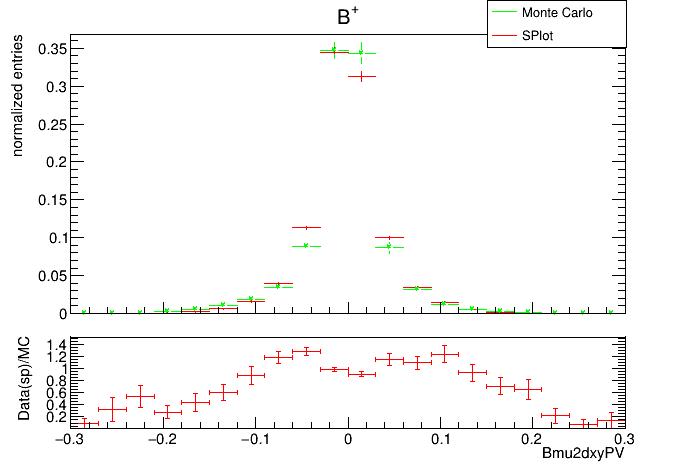 B+
Monte Carlo
SPlot
normalized entries
0.35
0.3
0.25
0.2
0.15
0.1
0.05
0
Data(sp)/MC
1.4
1.2
1
0.8
0.6
0.4
0.2
−0.3 −0.2 −0.1 0 0.1 0.2 0.3
Bmu2dxyPV